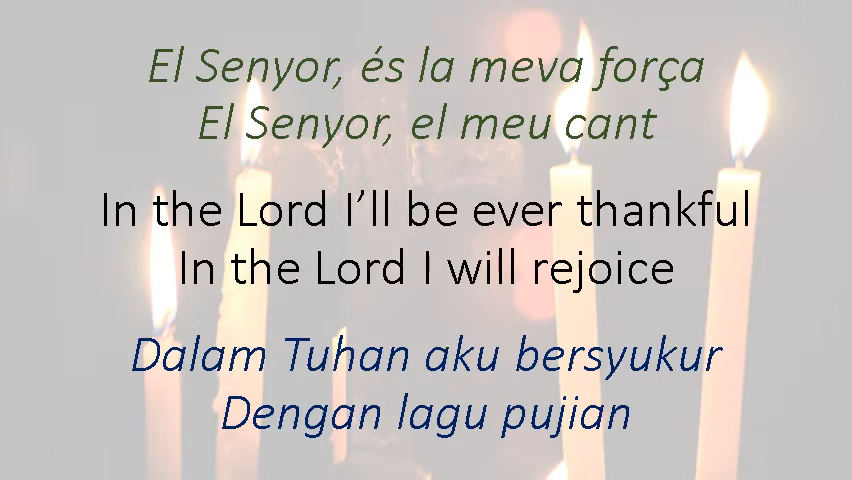 El Senyor, és la meva força
El Senyor, el meu cant
In the Lord I’ll be ever thankful
In the Lord I will rejoice
Dalam Tuhan aku bersyukur
Dengan lagu pujian